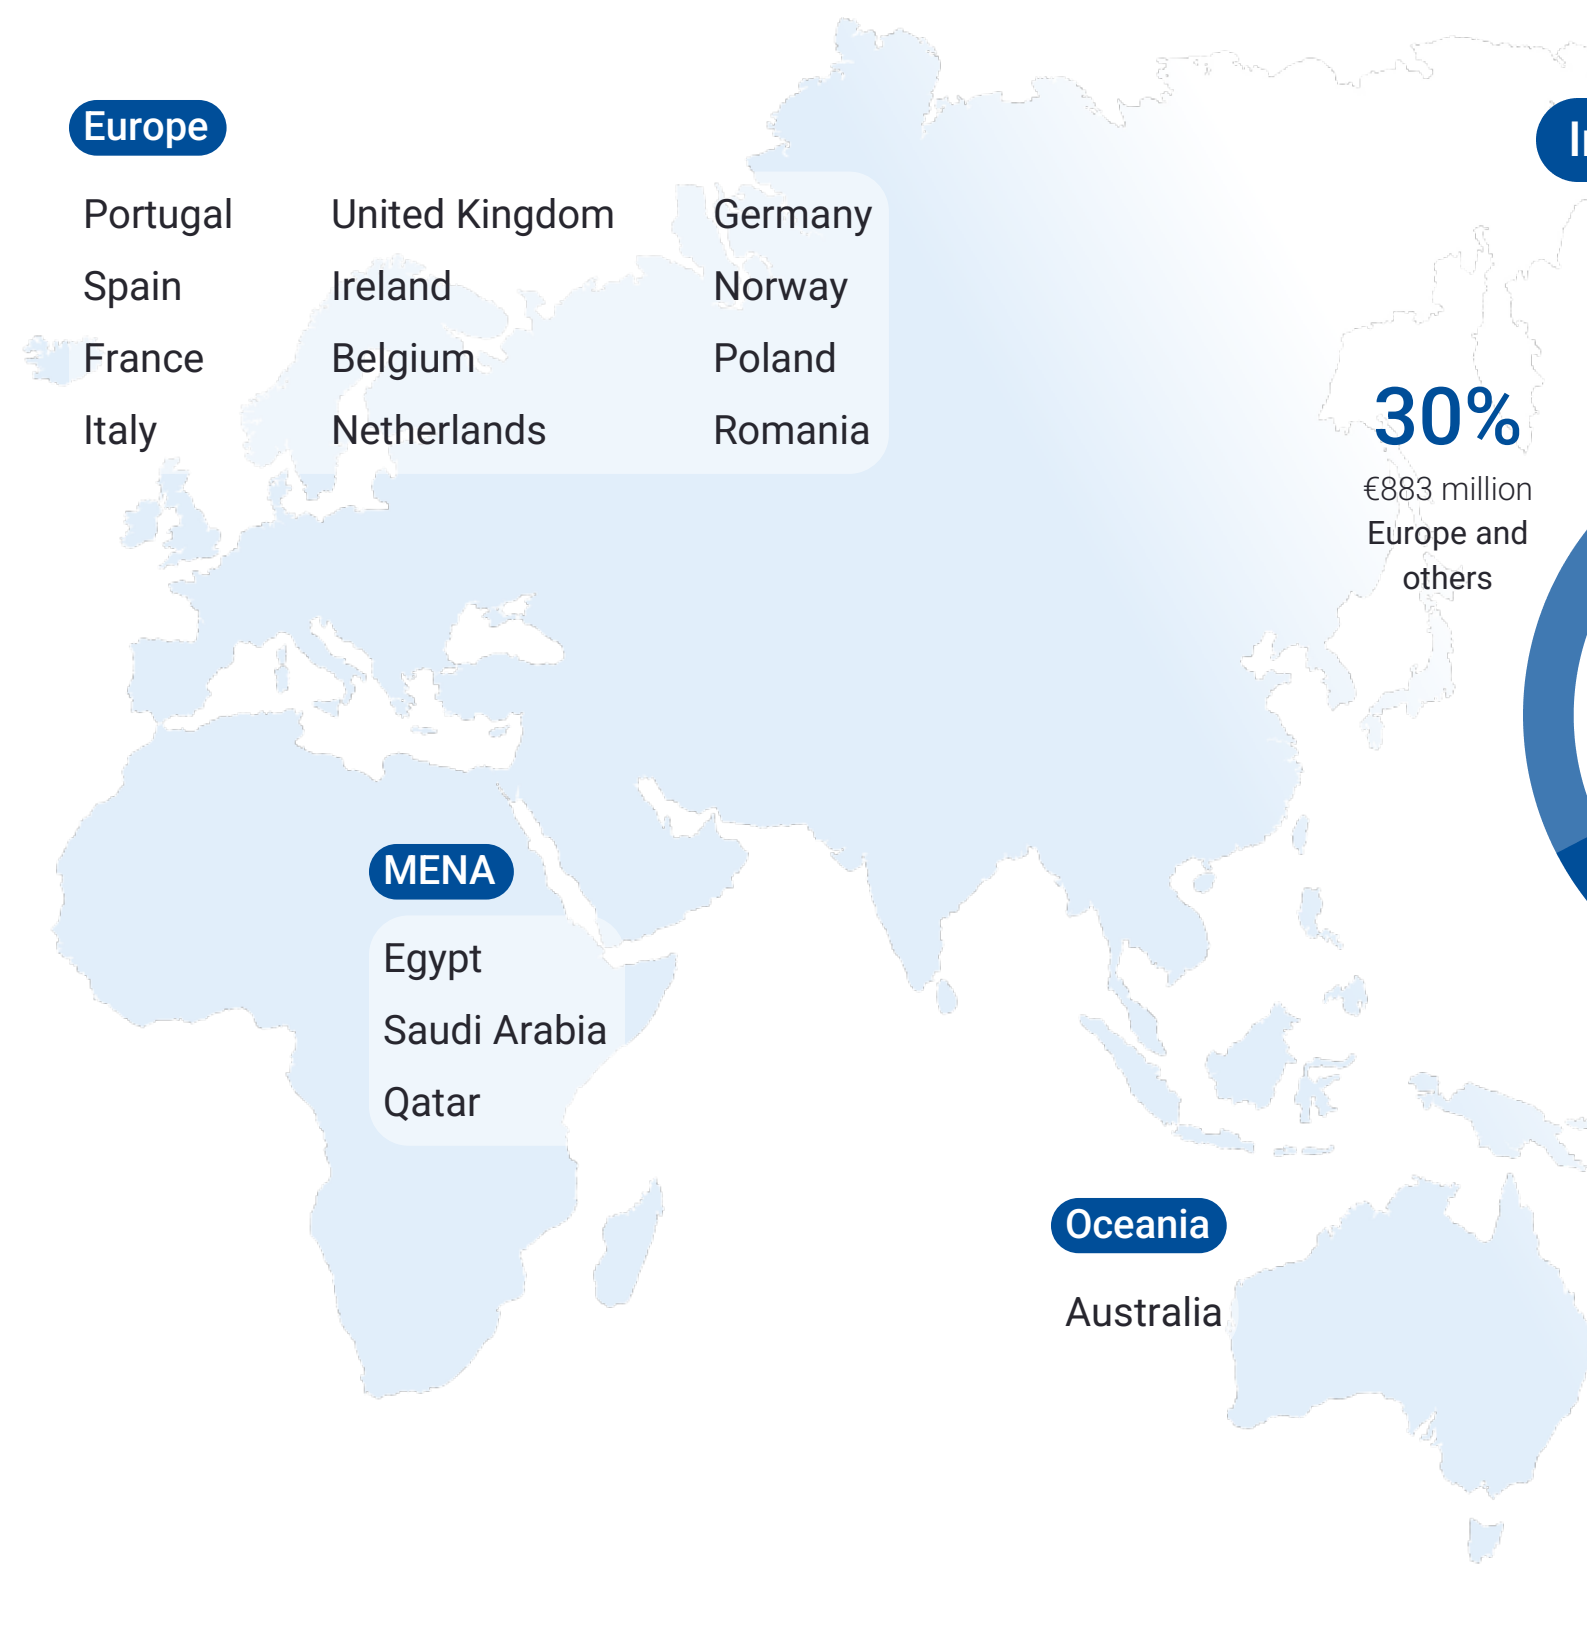 Europe
Portugal
Spain
France
Italy
United Kingdom
Ireland
Belgium
Netherlands
Germany
Norway
Poland
Romania
30%
€883 million
Europe and
others
MENA
Egypt
Saudi Arabia
Qatar
Oceania
Australia